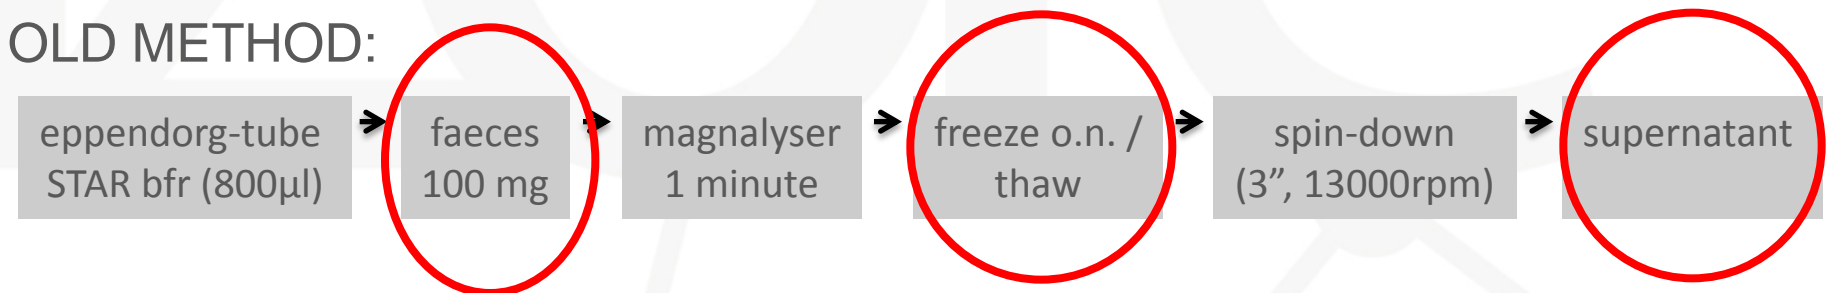 OLD METHOD:
eppendorg-tube
STAR bfr (800µl)
faeces
100 mg
magnalyser
1 minute
freeze o.n. /
thaw
spin-down
(3”, 13000rpm)
supernatant